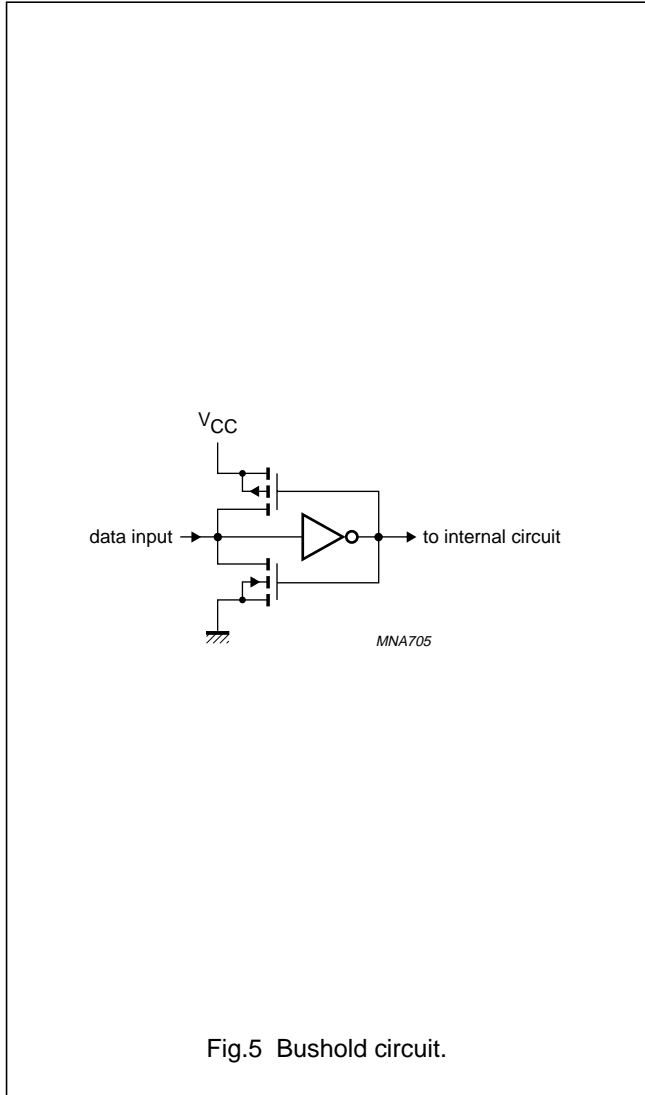 VCC
data input
to internal circuit
MNA705
Fig.5 Bushold circuit.